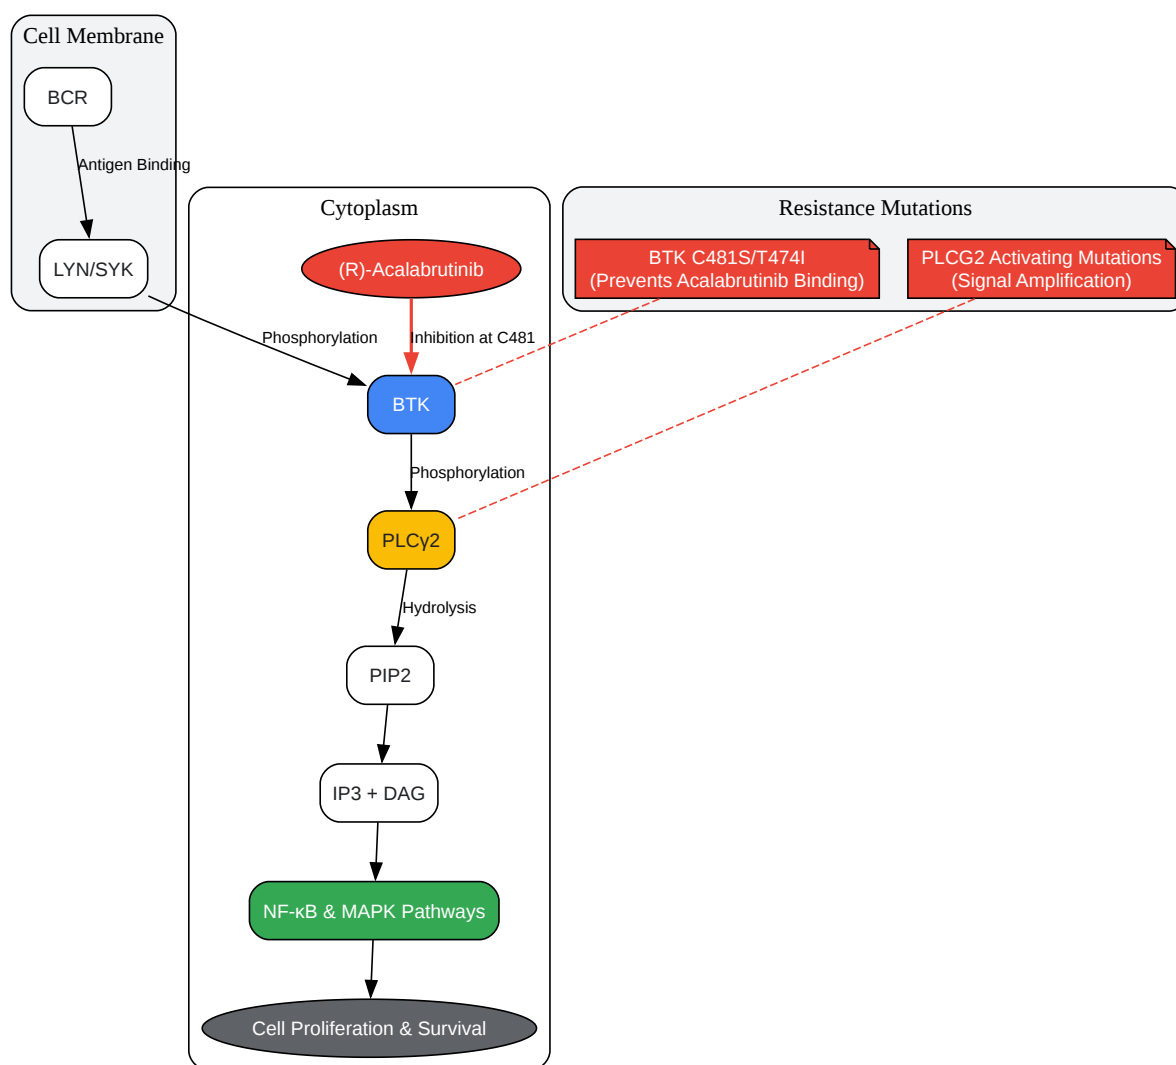 Cell Membrane
BCR
Antigen Binding
LYN/SYK
Phosphorylation
Cytoplasm
(R)-Acalabrutinib
Inhibition at C481
BTK
Phosphorylation
PLCγ2
Hydrolysis
PIP2
IP3 + DAG
NF-κB & MAPK Pathways
Cell Proliferation & Survival
Resistance Mutations
BTK C481S/T474I
(Prevents Acalabrutinib Binding)
PLCG2 Activating Mutations
(Signal Amplification)